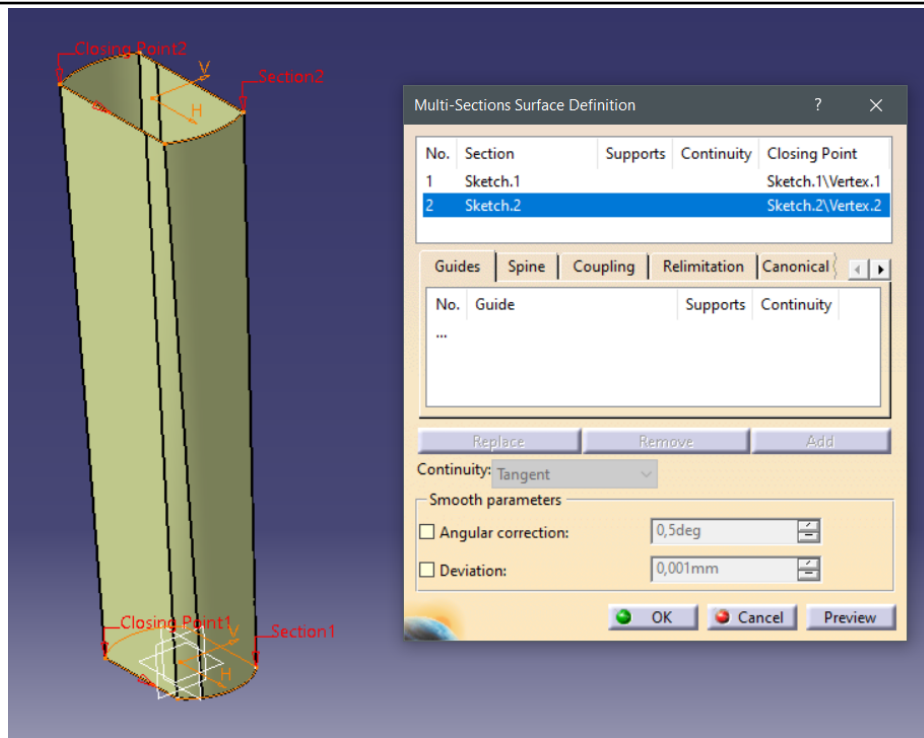 Closing Point2
V
Section2
H
Closing Point1
V
Section1
H
Multi-Sections Surface Definition ? ×
No. Section Supports Continuity Closing Point
1 Sketch.1 Sketch.1\Vertex.1
2 Sketch.2 Sketch.2\Vertex.2
Guides Spine Coupling Relimitation Canonical
No. Guide Supports Continuity
...
Replace Remove Add
Continuity: Tangent
Smooth parameters
Angular correction: 0,5deg
Deviation: 0,001mm
OK Cancel Preview